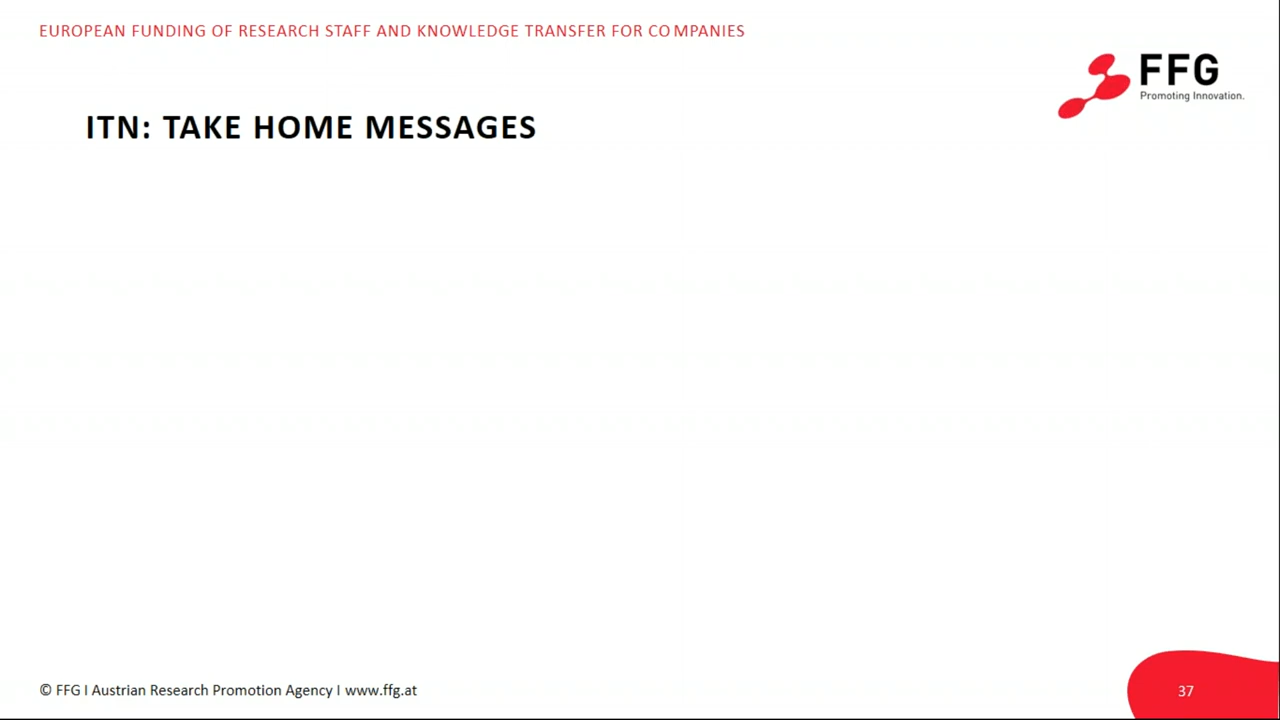 EUROPEAN FUNDING OF RESEARCH STAFF AND KNOWLEDGE TRANSFER FOR COMPANIES
FFG
Promoting Innovation.
ITN: TAKE HOME MESSAGES
© FFG I Austrian Research Promotion Agency I www.ffg.at
37